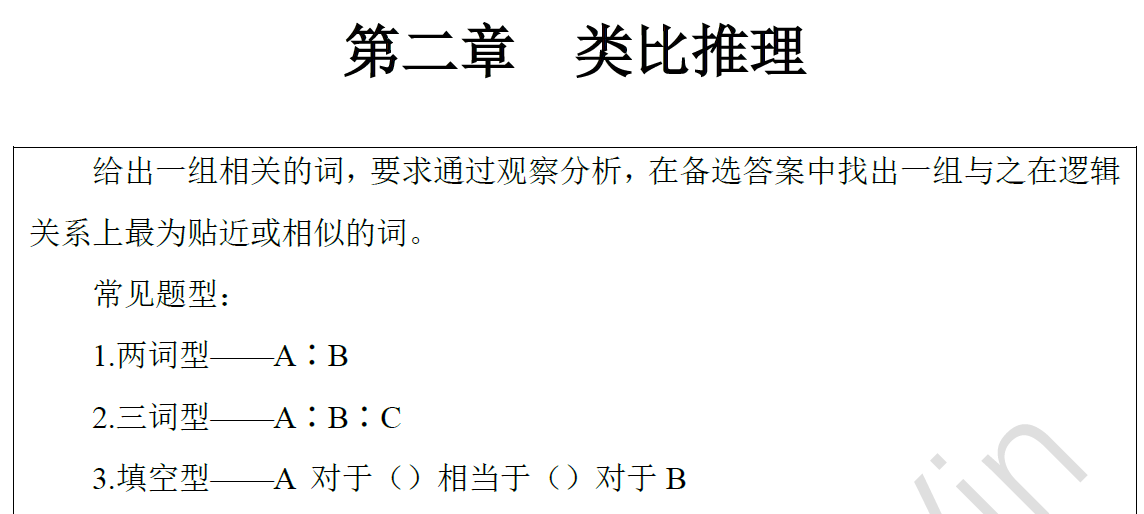 第二章 类比推理
给出一组相关的词，要求通过观察分析，在备选答案中找出一组与之在逻辑
关系上最为贴近或相似的词。
常见题型：
1.两词型——A∶B
2.三词型——A∶B∶C
3.填空型——A 对于（）相当于（）对于 B